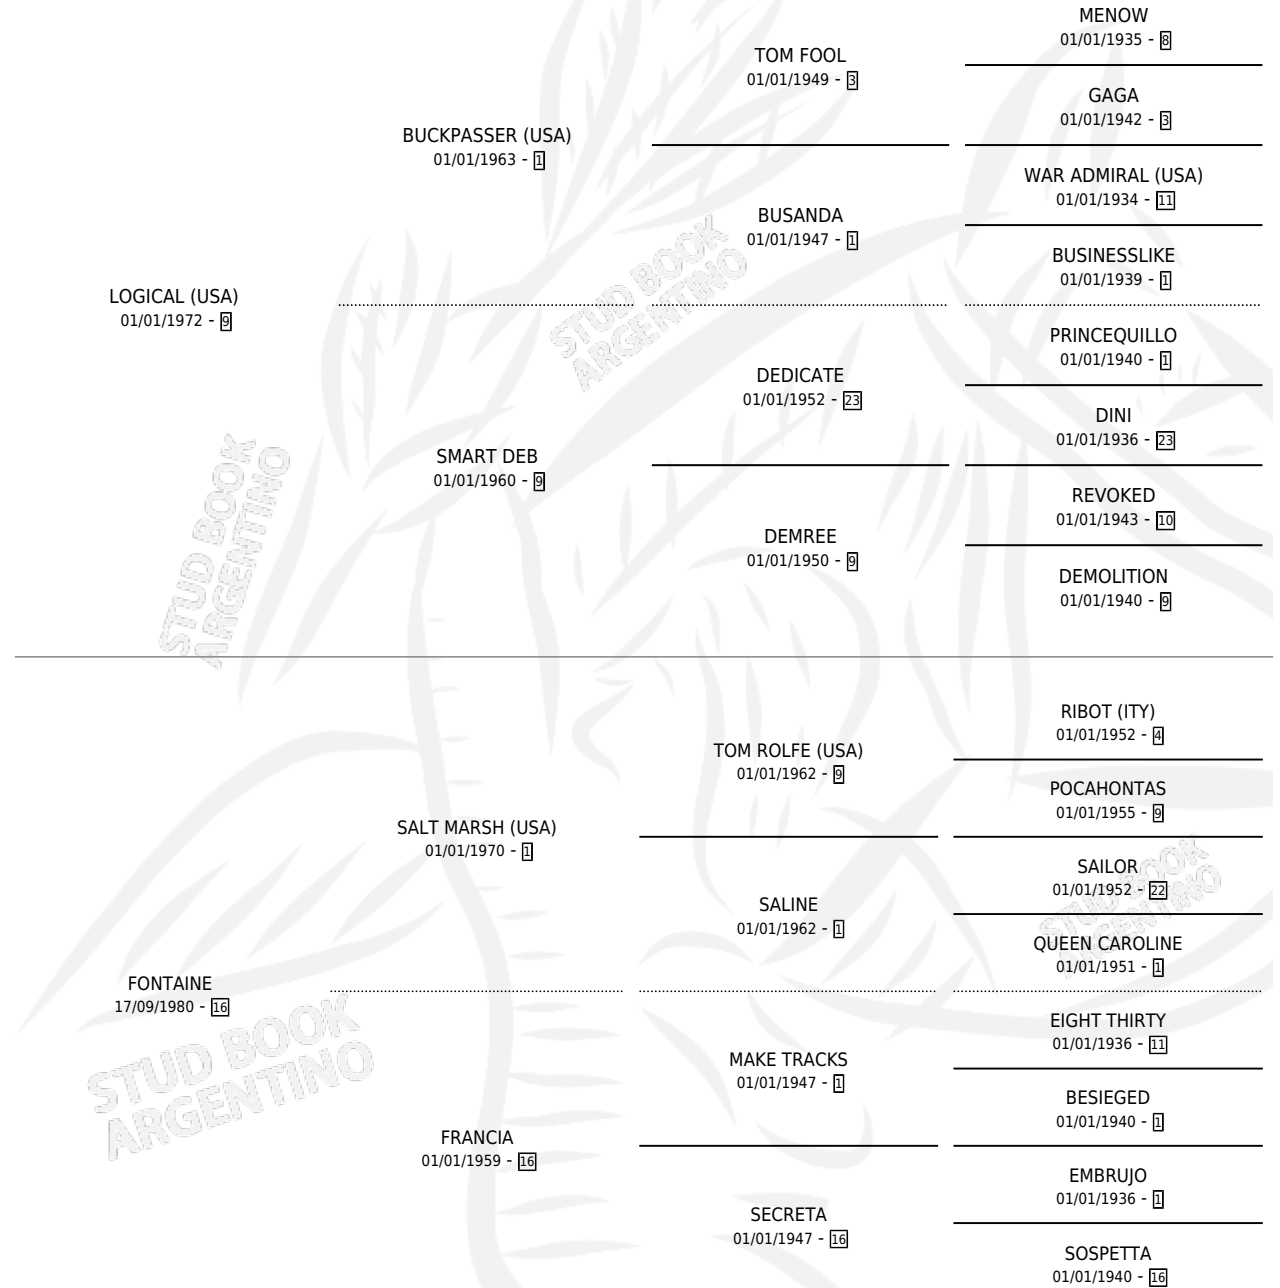 MENOW
01/01/1935 - 8
TOM FOOL
01/01/1949 - 3
GAGA
01/01/1942 - 3
BUCKPASSER (USA)
01/01/1963 - 1
WAR ADMIRAL (USA)
01/01/1934 - 11
BUSANDA
01/01/1947 - 1
BUSINESSLIKE
01/01/1939 - 1
LOGICAL (USA)
01/01/1972 - 9
PRINCEQUILLO
01/01/1940 - 1
DEDICATE
01/01/1952 - 23
DINI
01/01/1936 - 23
SMART DEB
01/01/1960 - 9
REVOKED
01/01/1943 - 10
DEMREE
01/01/1950 - 9
DEMOLITION
01/01/1940 - 9
RIBOT (ITY)
01/01/1952 - 4
TOM ROLFE (USA)
01/01/1962 - 9
POCAHONTAS
01/01/1955 - 9
SALT MARSH (USA)
01/01/1970 - 1
SAILOR
01/01/1952 - 22
SALINE
01/01/1962 - 1
QUEEN CAROLINE
01/01/1951 - 1
FONTAINE
17/09/1980 - 16
EIGHT THIRTY
01/01/1936 - 11
MAKE TRACKS
01/01/1947 - 1
BESIEGED
01/01/1940 - 1
FRANCIA
01/01/1959 - 16
EMBRUJO
01/01/1936 - 1
SECRETA
01/01/1947 - 16
SOSPETTA
01/01/1940 - 16
STUD BOOK
ARGENTINO
STUD BOOK
ARGENTINO
STUD BOOK
ARGENTINO
STUD BOOK
ARGENTINO